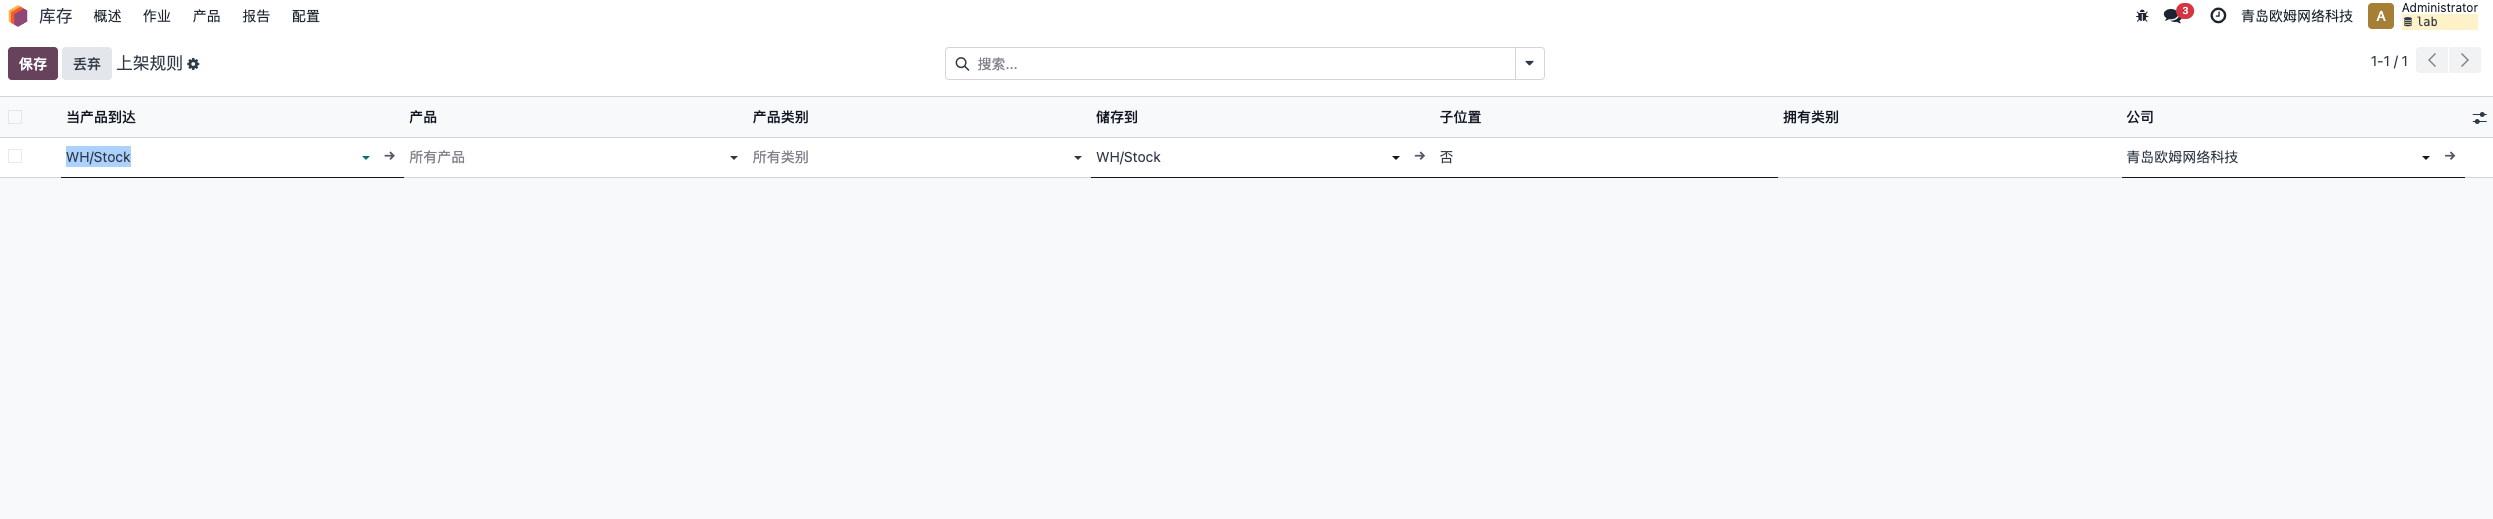 库存 概述 作业 产品 报告 配置 3 青岛欧姆网络科技 A Administrator
lab
保存 丢弃 上架规则 搜索... 1-1 / 1
当产品到达 产品 产品类别 储存到 子位置 拥有类别 公司
WH/Stock 所有产品 所有类别 WH/Stock 否 青岛欧姆网络科技